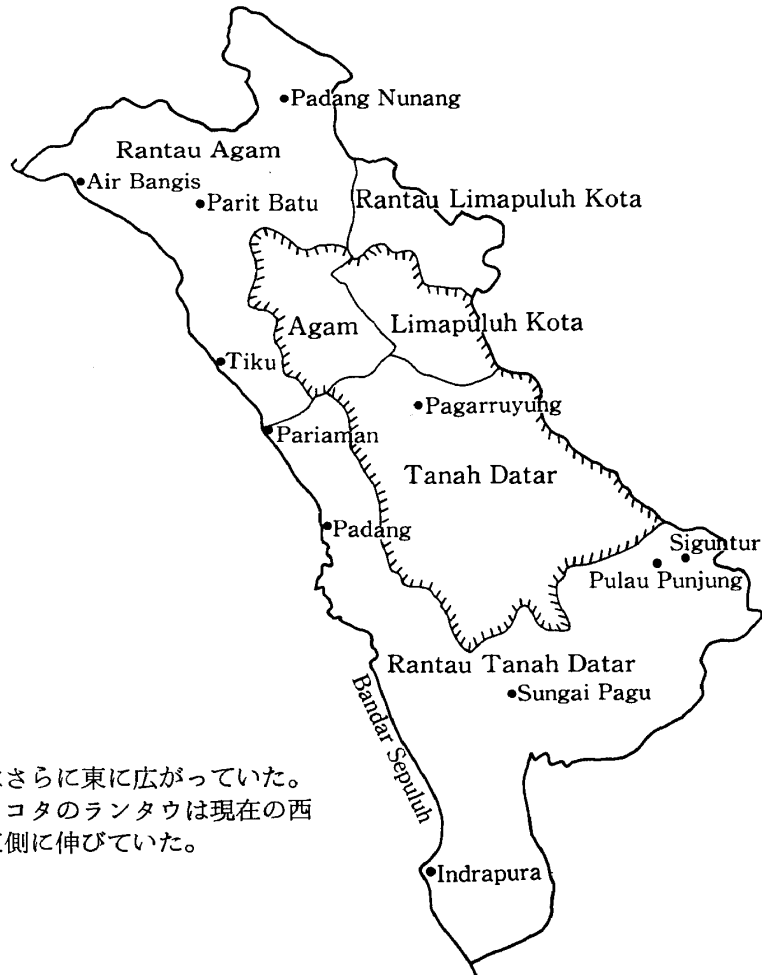 Padang Nunang
Rantau Agam
Air Bangis
Parit Batu
Rantau Limapuluh Kota
Agam
Limapuluh Kota
Tiku
Pagarruyung
Pariaman
Tanah Datar
Padang
Siguntur
Pulau Punjung
Rantau Tanah Datar
Sungai Pagu
Bandar Sepuluh
さらに東に広がっていた。
コタのランタウは現在の西
側に伸びていた。
Indrapura